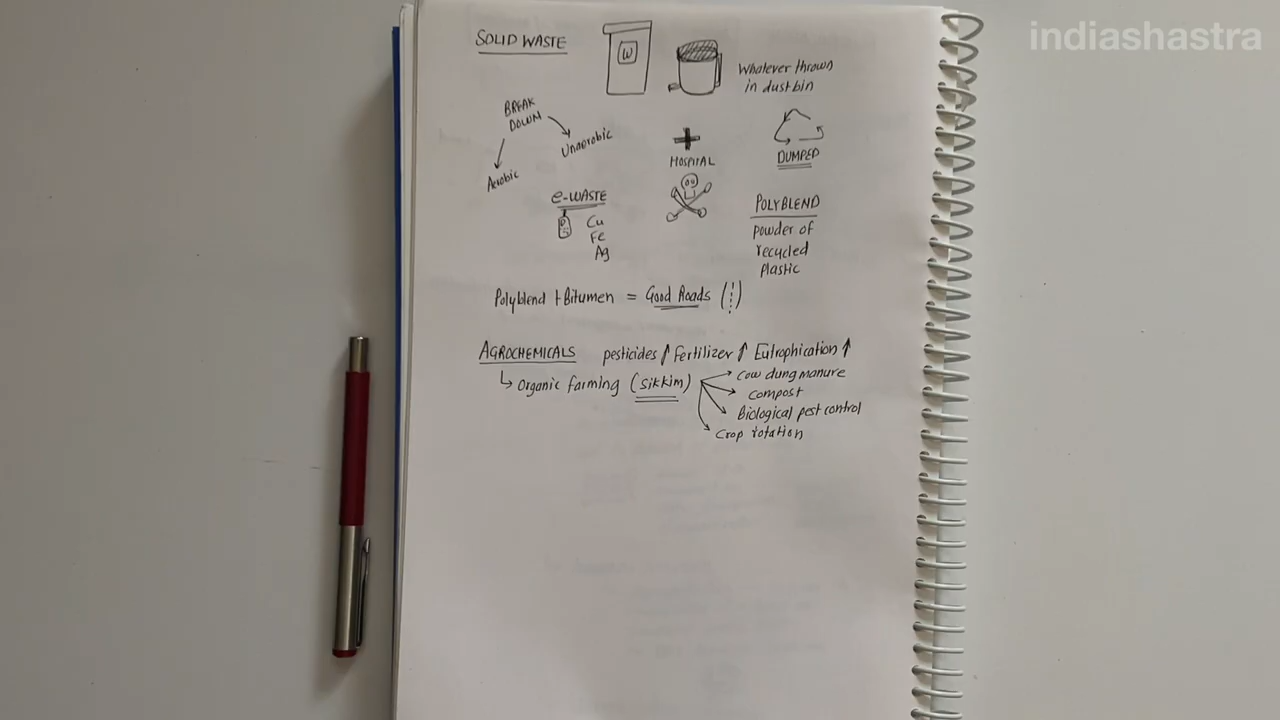 indiashastra
SOLID WASTE
W
Whatever thrown
in dustbin
BREAK
DOWN
Unaerobic
Aerobic
HOSPITAL
DUMPED
e-WASTE
Cu
Fe
Ag
POLYBLEND
powder of
recycled
plastic
Polyblend + Bitumen = Good Roads
AGROCHEMICALS pesticides ↑ Fertilizer ↑ Eutrophication ↑
↳ Organic farming (Sikkim)
Cow dung manure
compost
Biological pest control
Crop rotation